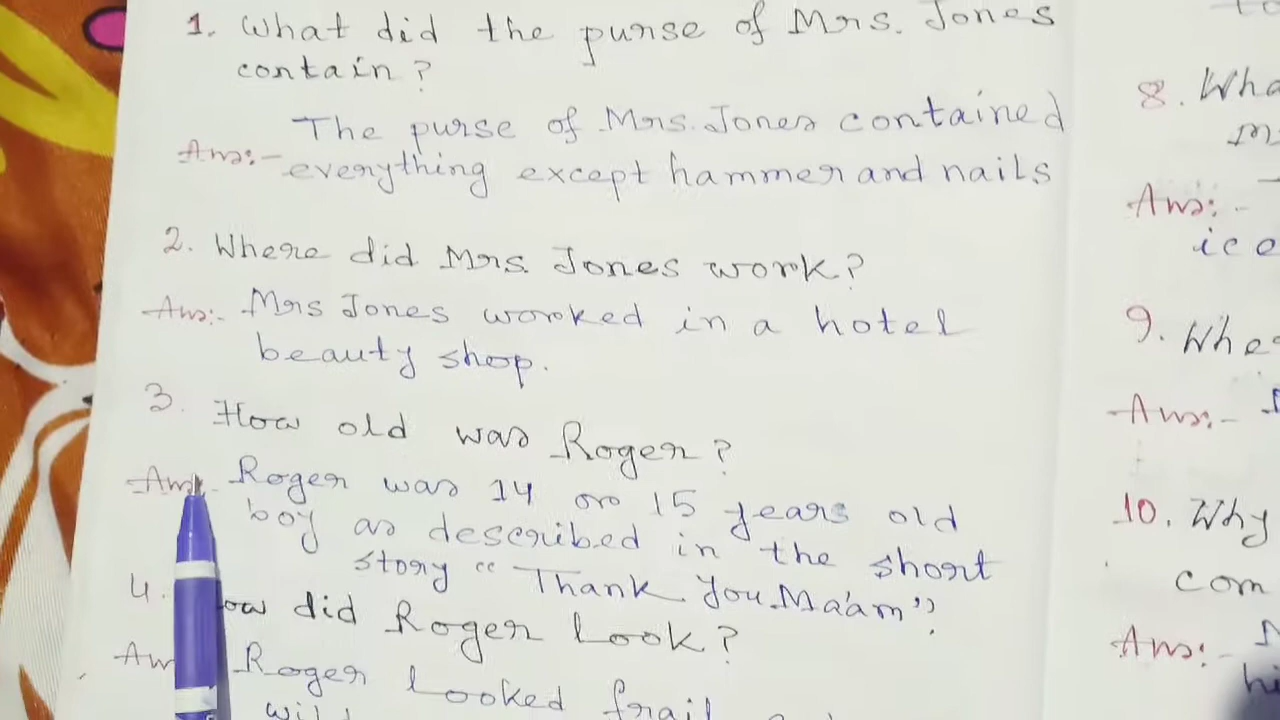 1. What did the purse of Mrs. Jones
contain?
The purse of Mrs. Jones contained
Ans:- everything except hammer and nails
2. Where did Mrs. Jones work?
Ans:- Mrs Jones worked in a hotel
beauty shop.
3. How old was Roger?
Ans:- Roger was 14 or 15 years old
boy as described in the short
story "Thank You Ma'am".
4. did Roger look?
Roger looked frail
8.
Ans:-
9.
Ans:-
10. Why
Ans:-